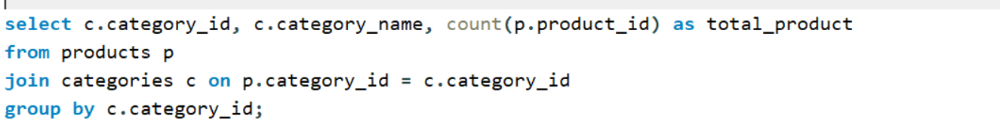 select c.category_id, c.category_name, count(p.product_id) as total_product
from products p
join categories c on p.category_id = c.category_id
group by c.category_id;